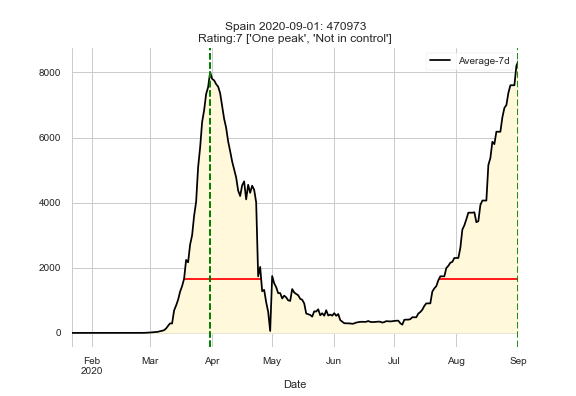 Spain 2020-09-01: 470973
Rating:7 ['One peak', 'Not in control']
Average-7d
8000
6000
4000
2000
0
Feb Mar Apr May Jun Jul Aug Sep
2020
Date